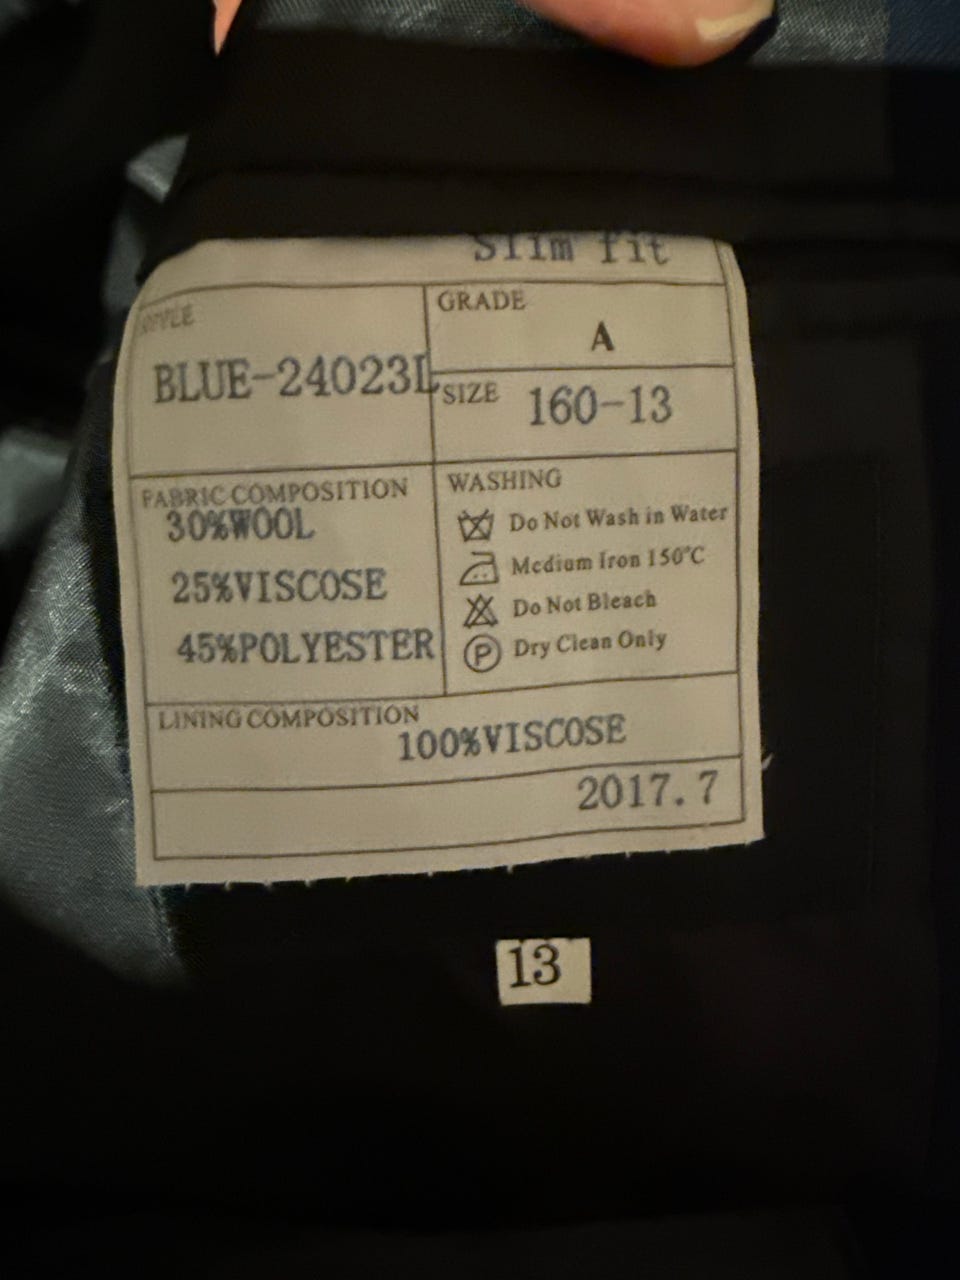 Slim fit
GRADE
A
BLUE-24023L
SIZE 160-13
FABRIC COMPOSITION
30%WOOL
25%VISCOSE
45%POLYESTER
WASHING
Do Not Wash in Water
Medium Iron 150°C
Do Not Bleach
P Dry Clean Only
LINING COMPOSITION
100%VISCOSE
2017.7
13